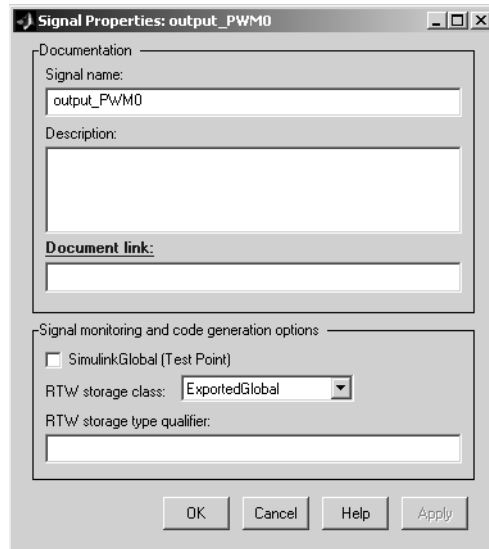 Signal Properties: output_PWM0
Documentation
Signal name:
output_PWM0
Description:
Document link:
Signal monitoring and code generation options
SimulinkGlobal (Test Point)
RTW storage class: ExportedGlobal
RTW storage type qualifier:
OK Cancel Help Apply